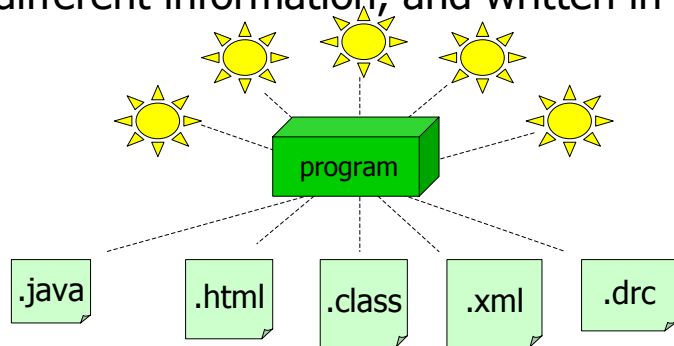 different information, and written in
program
.java
.html
.class
.xml
.drc